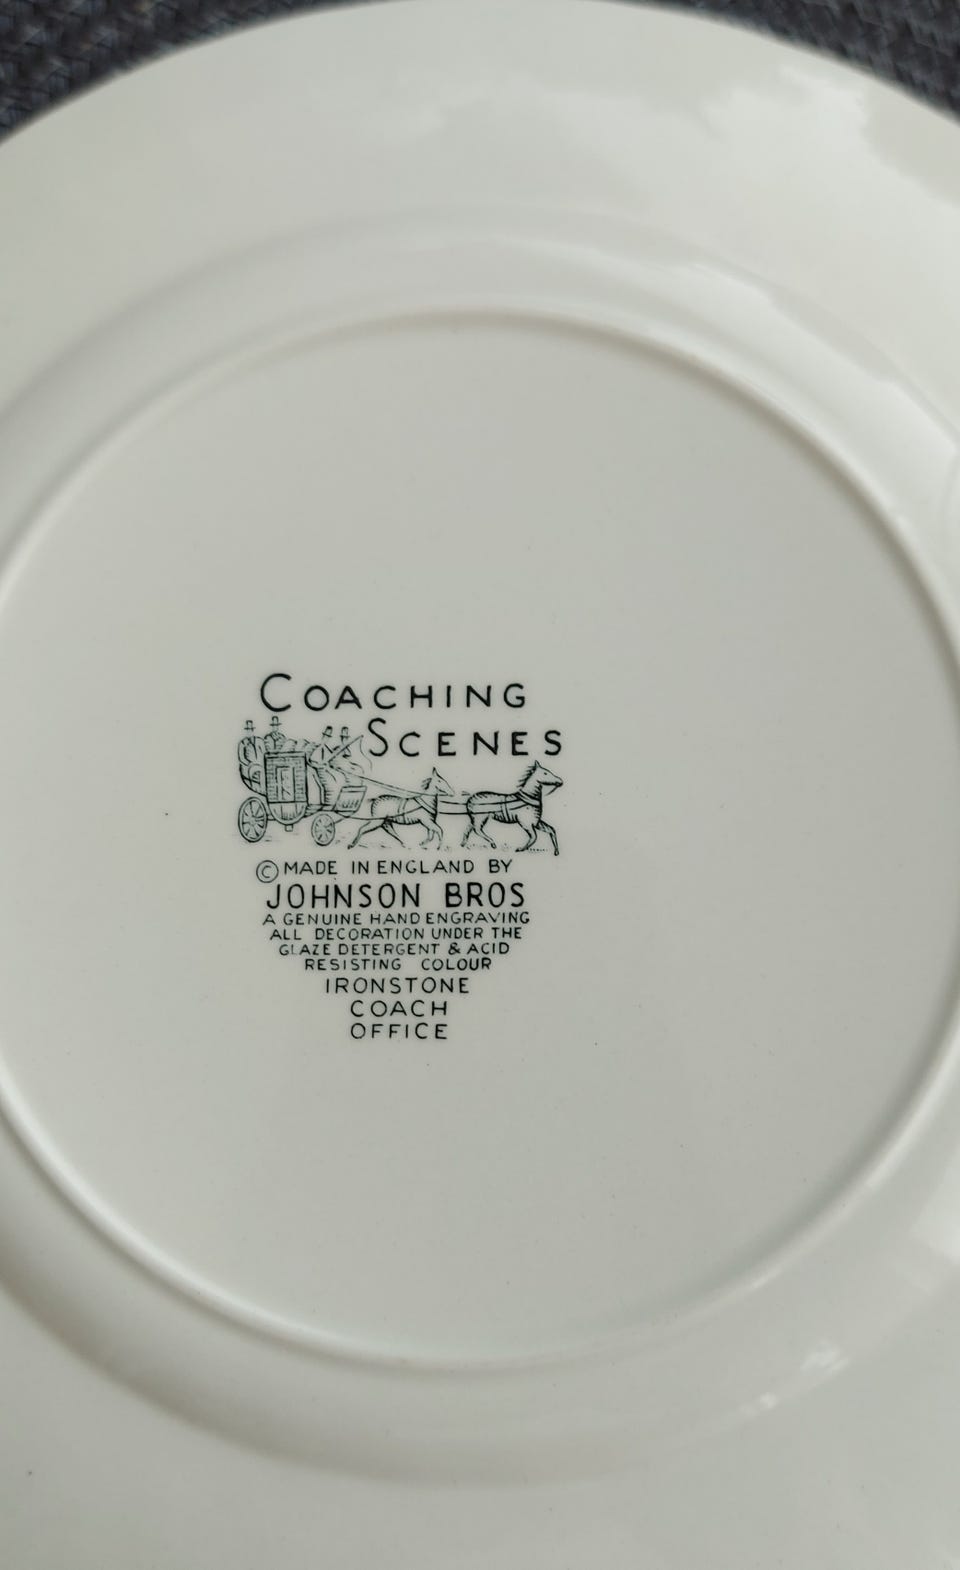 COACHING
SCENES
© MADE IN ENGLAND BY
JOHNSON BROS
A GENUINE HAND ENGRAVING
ALL DECORATION UNDER THE
GLAZE DETERGENT & ACID
RESISTING COLOUR
IRONSTONE
COACH
OFFICE